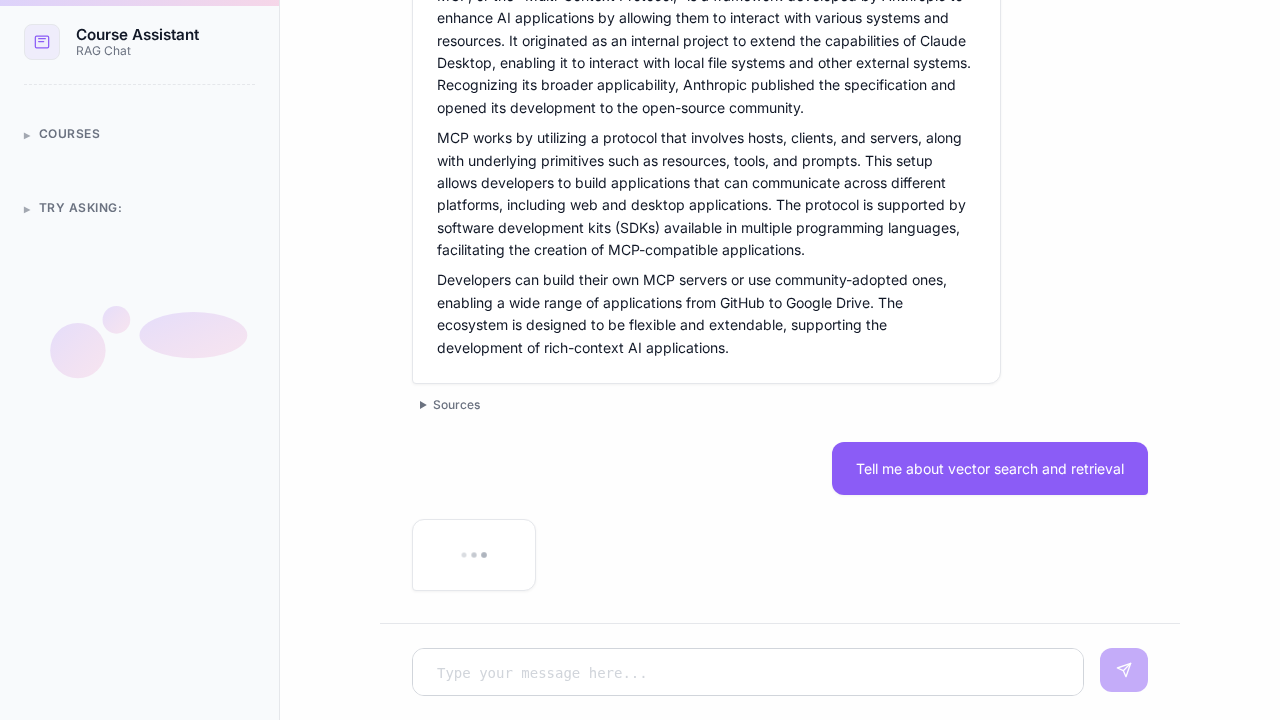 Course Assistant
RAG Chat
COURSES
TRY ASKING:
enhance AI applications by allowing them to interact with various systems and
resources. It originated as an internal project to extend the capabilities of Claude
Desktop, enabling it to interact with local file systems and other external systems.
Recognizing its broader applicability, Anthropic published the specification and
opened its development to the open-source community.
MCP works by utilizing a protocol that involves hosts, clients, and servers, along
with underlying primitives such as resources, tools, and prompts. This setup
allows developers to build applications that can communicate across different
platforms, including web and desktop applications. The protocol is supported by
software development kits (SDKs) available in multiple programming languages,
facilitating the creation of MCP-compatible applications.
Developers can build their own MCP servers or use community-adopted ones,
enabling a wide range of applications from GitHub to Google Drive. The
ecosystem is designed to be flexible and extendable, supporting the
development of rich-context AI applications.
Sources
Tell me about vector search and retrieval
Type your message here...